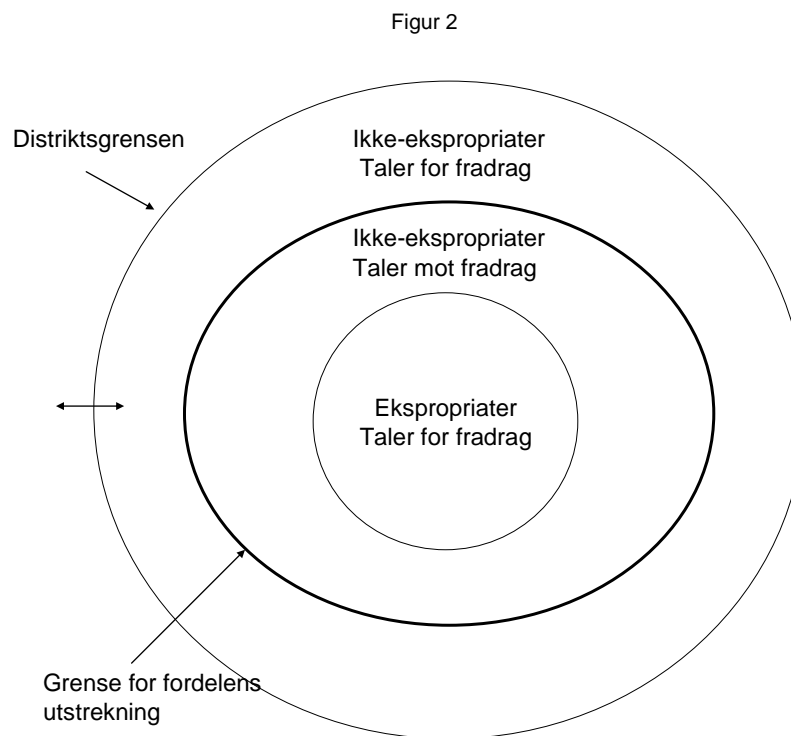 Figur 2
Distriktsgrensen
Ikke-ekspropriater
Taler for fradrag
Ikke-ekspropriater
Taler mot fradrag
Ekspropriater
Taler for fradrag
Grense for fordelens
utstrekning